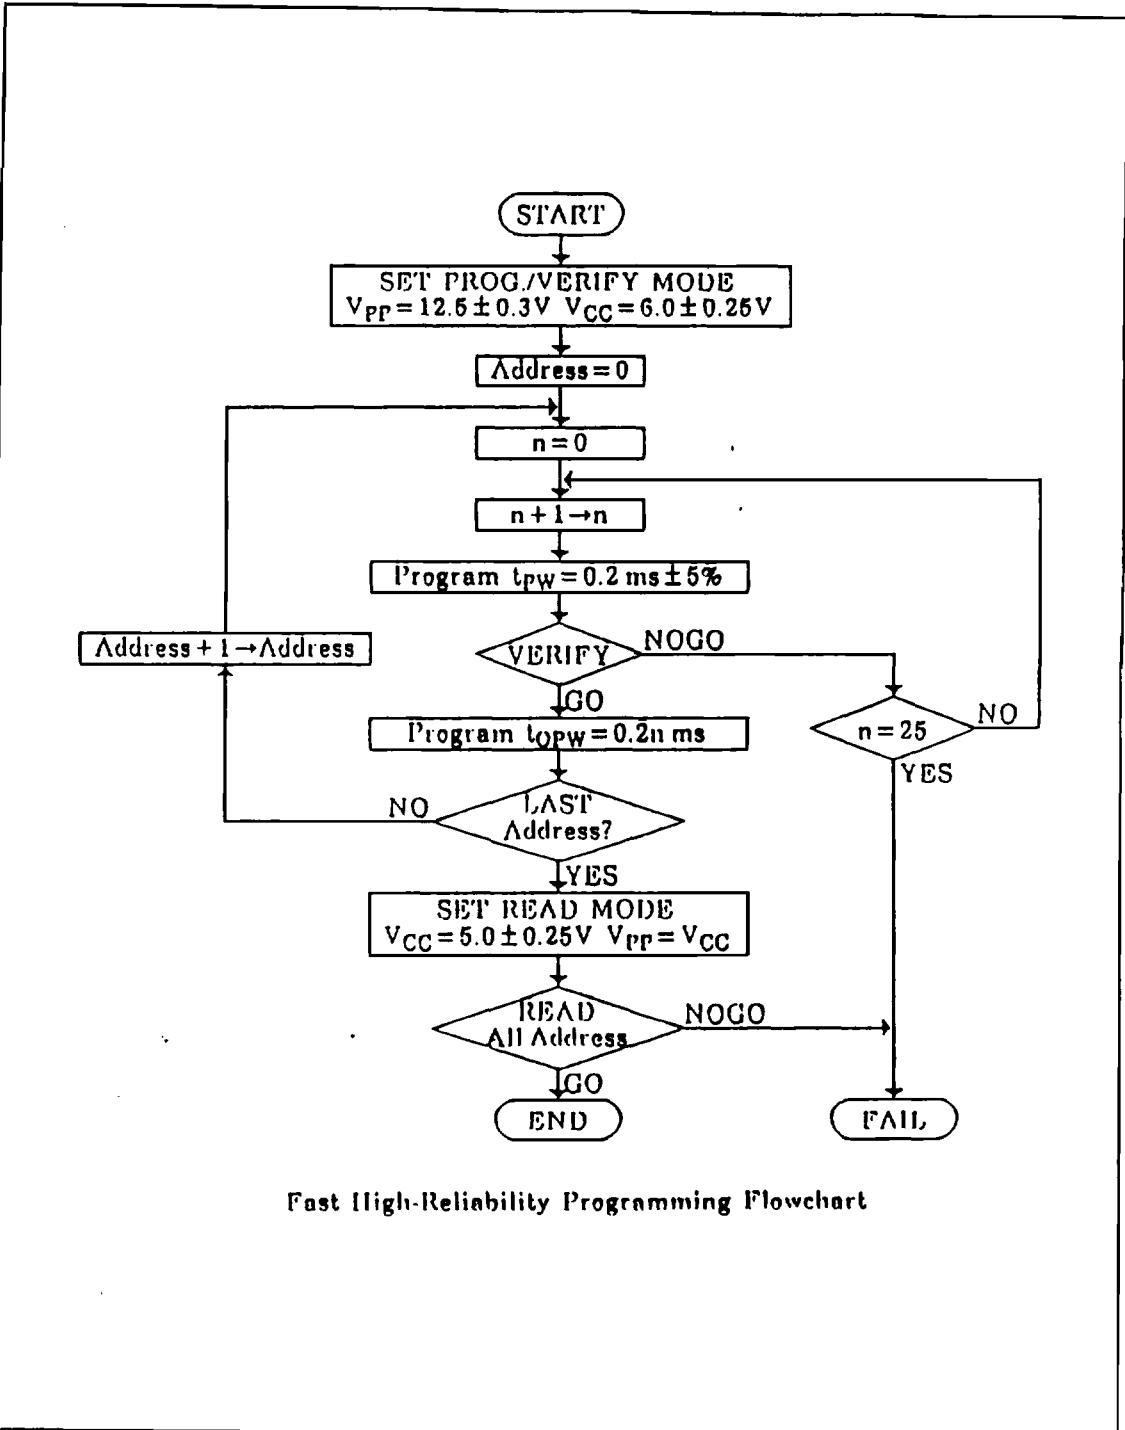 START
SET PROG./VERIFY MODE
VPP = 12.5 ± 0.3V VCC = 6.0 ± 0.25V
Address = 0
n = 0
n + 1 → n
Program tPW = 0.2 ms ± 5%
Address + 1 → Address
VERIFY
NOGO
GO
n = 25
NO
Program tOPW = 0.2n ms
YES
LAST
Address?
NO
YES
SET READ MODE
VCC = 5.0 ± 0.25V VPP = VCC
READ
All Address
NOGO
GO
END
FAIL
Fast High-Reliability Programming Flowchart